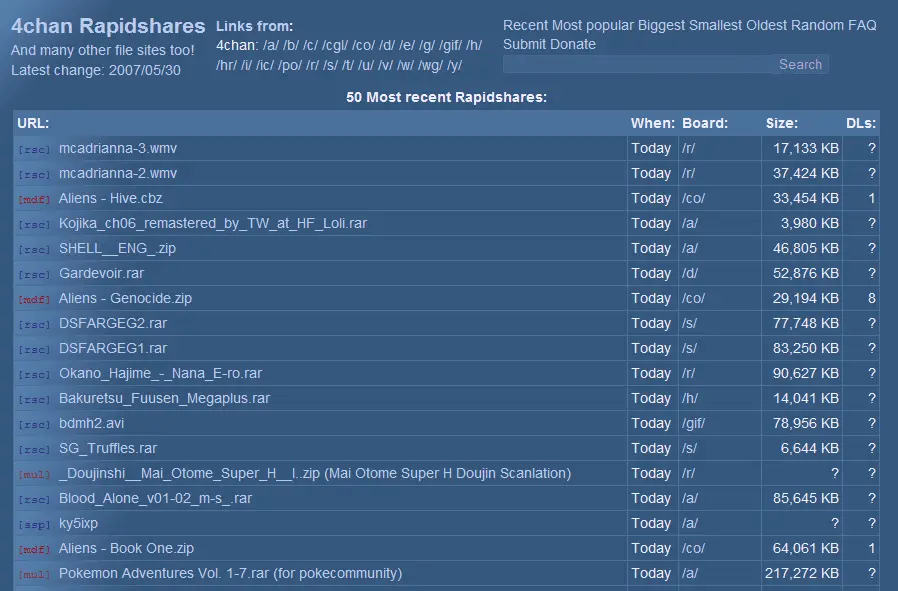 4chan Rapidshares
And many other file sites too!
Latest change: 2007/05/30
Links from:
4chan: /a/ /b/ /c/ /cgl/ /co/ /d/ /e/ /g/ /gif/ /h/
/hr/ /i/ /ic/ /po/ /r/ /s/ /t/ /u/ /v/ /w/ /wg/ /y/
Recent Most popular Biggest Smallest Oldest Random FAQ
Submit Donate
Search
50 Most recent Rapidshares:
URL: When: Board: Size: DLs:
[rsc] mcadrianna-3.wmv Today /r/ 17,133 KB ?
[rsc] mcadrianna-2.wmv Today /r/ 37,424 KB ?
[mdf] Aliens - Hive.cbz Today /co/ 33,454 KB 1
[rsc] Kojika_ch06_remastered_by_TW_at_HF_Loli.rar Today /a/ 3,980 KB ?
[rsc] SHELL__ENG_.zip Today /a/ 46,805 KB ?
[rsc] Gardevoir.rar Today /d/ 52,876 KB ?
[mdf] Aliens - Genocide.zip Today /co/ 29,194 KB 8
[rsc] DSFARGEG2.rar Today /s/ 77,748 KB ?
[rsc] DSFARGEG1.rar Today /s/ 83,250 KB ?
[rsc] Okano_Hajime_-_Nana_E-ro.rar Today /r/ 90,627 KB ?
[rsc] Bakuretsu_Fuusen_Megaplus.rar Today /h/ 14,041 KB ?
[rsc] bdmh2.avi Today /gif/ 78,956 KB ?
[rsc] SG_Truffles.rar Today /s/ 6,644 KB ?
[mul] _Doujinshi__Mai_Otome_Super_H__I..zip (Mai Otome Super H Doujin Scanlation) Today /r/ ? ?
[rsc] Blood_Alone_v01-02_m-s_.rar Today /a/ 85,645 KB ?
[ssp] ky5ixp Today /a/ ? ?
[mdf] Aliens - Book One.zip Today /co/ 64,061 KB 1
[mul] Pokemon Adventures Vol. 1-7.rar (for pokecommunity) Today /a/ 217,272 KB ?